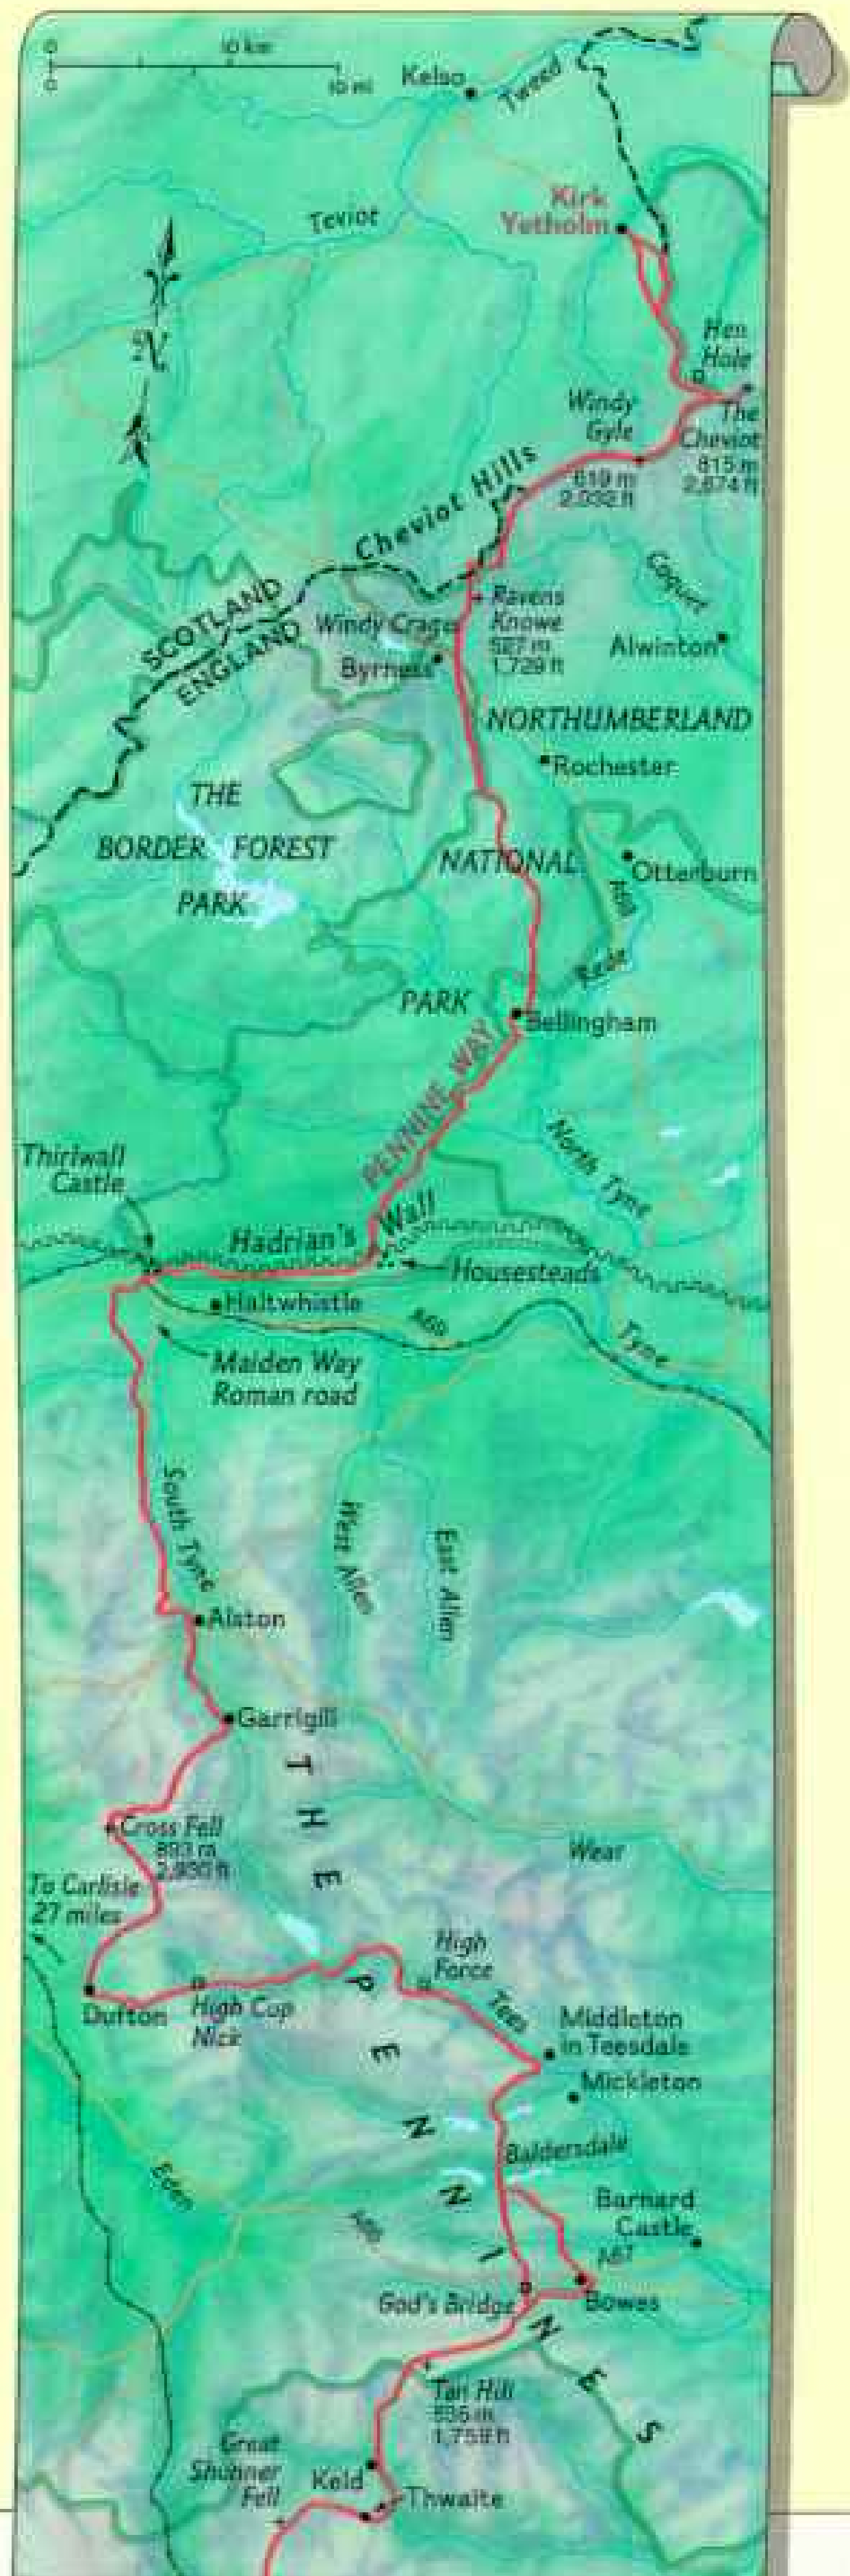 0 10 km
0 10 mi
Kelso
Tweed
Kirk
Yetholm
Teviot
N
Hen
Hole
Windy
Gyle
619 m
2,032 ft
The
Cheviot
815 m
2,674 ft
Cheviot Hills
Coquet
SCOTLAND
ENGLAND
Windy Crage
Ravens
Knowe
527 m
1,729 ft
Alwinton
Byrness
NORTHUMBERLAND
Rochester
THE
BORDER FOREST
PARK
NATIONAL
Otterburn
Rede
PARK
Bellingham
PENNINE WAY
North Tyne
Thirlwall
Castle
Hadrian's Wall
Housesteads
Haltwhistle
A69
Tyne
Maiden Way
Roman road
South Tyne
West Allen
East Allen
Alston
Garrigill
THE
Cross Fell
893 m
2,930 ft
Wear
To Carlisle
27 miles
High
Force
Dufton
High Cup
Nick
Tees
Middleton
in Teesdale
Mickleton
PENNINES
Baldersdale
Eden
Barnard
Castle
A67
God's Bridge
Bowes
Tan Hill
Great
Shunner
Fell
Keld
Thwaite